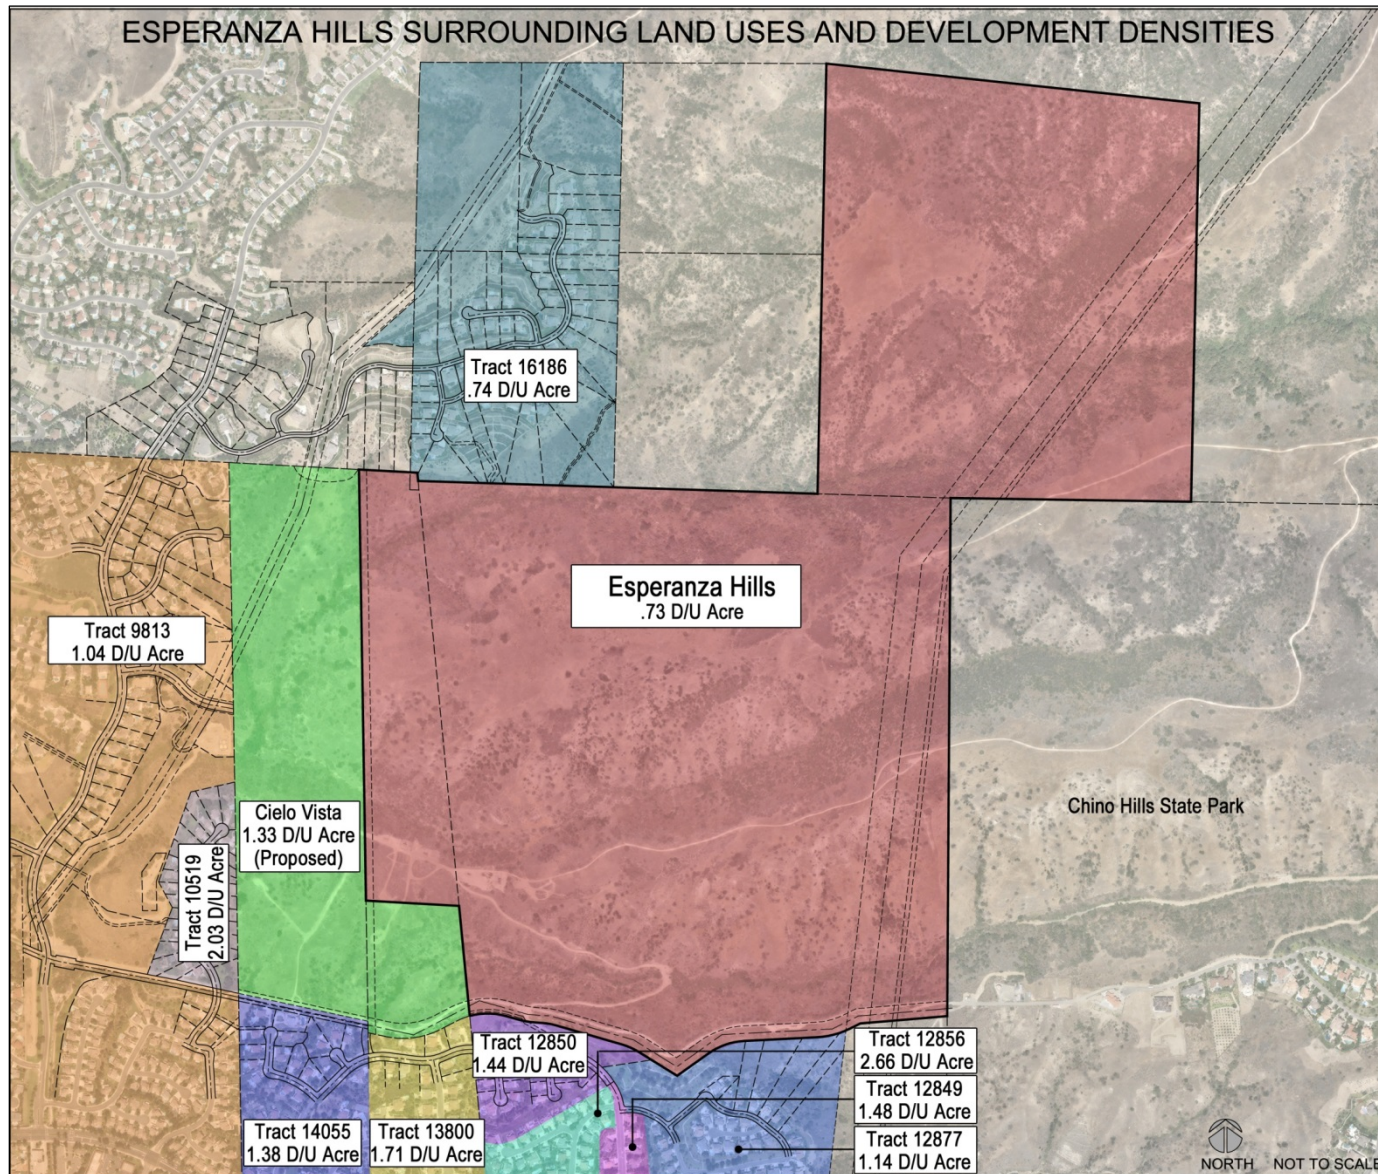 ESPERANZA HILLS SURROUNDING LAND USES AND DEVELOPMENT DENSITIES
Tract 16186
.74 D/U Acre
Esperanza Hills
.73 D/U Acre
Tract 9813
1.04 D/U Acre
Cielo Vista
1.33 D/U Acre
(Proposed)
Chino Hills State Park
Tract 10519
2.03 D/U Acre
Tract 12850
1.44 D/U Acre
Tract 12856
2.66 D/U Acre
Tract 12849
1.48 D/U Acre
Tract 14055
1.38 D/U Acre
Tract 13800
1.71 D/U Acre
Tract 12877
1.14 D/U Acre
NORTH NOT TO SCALE